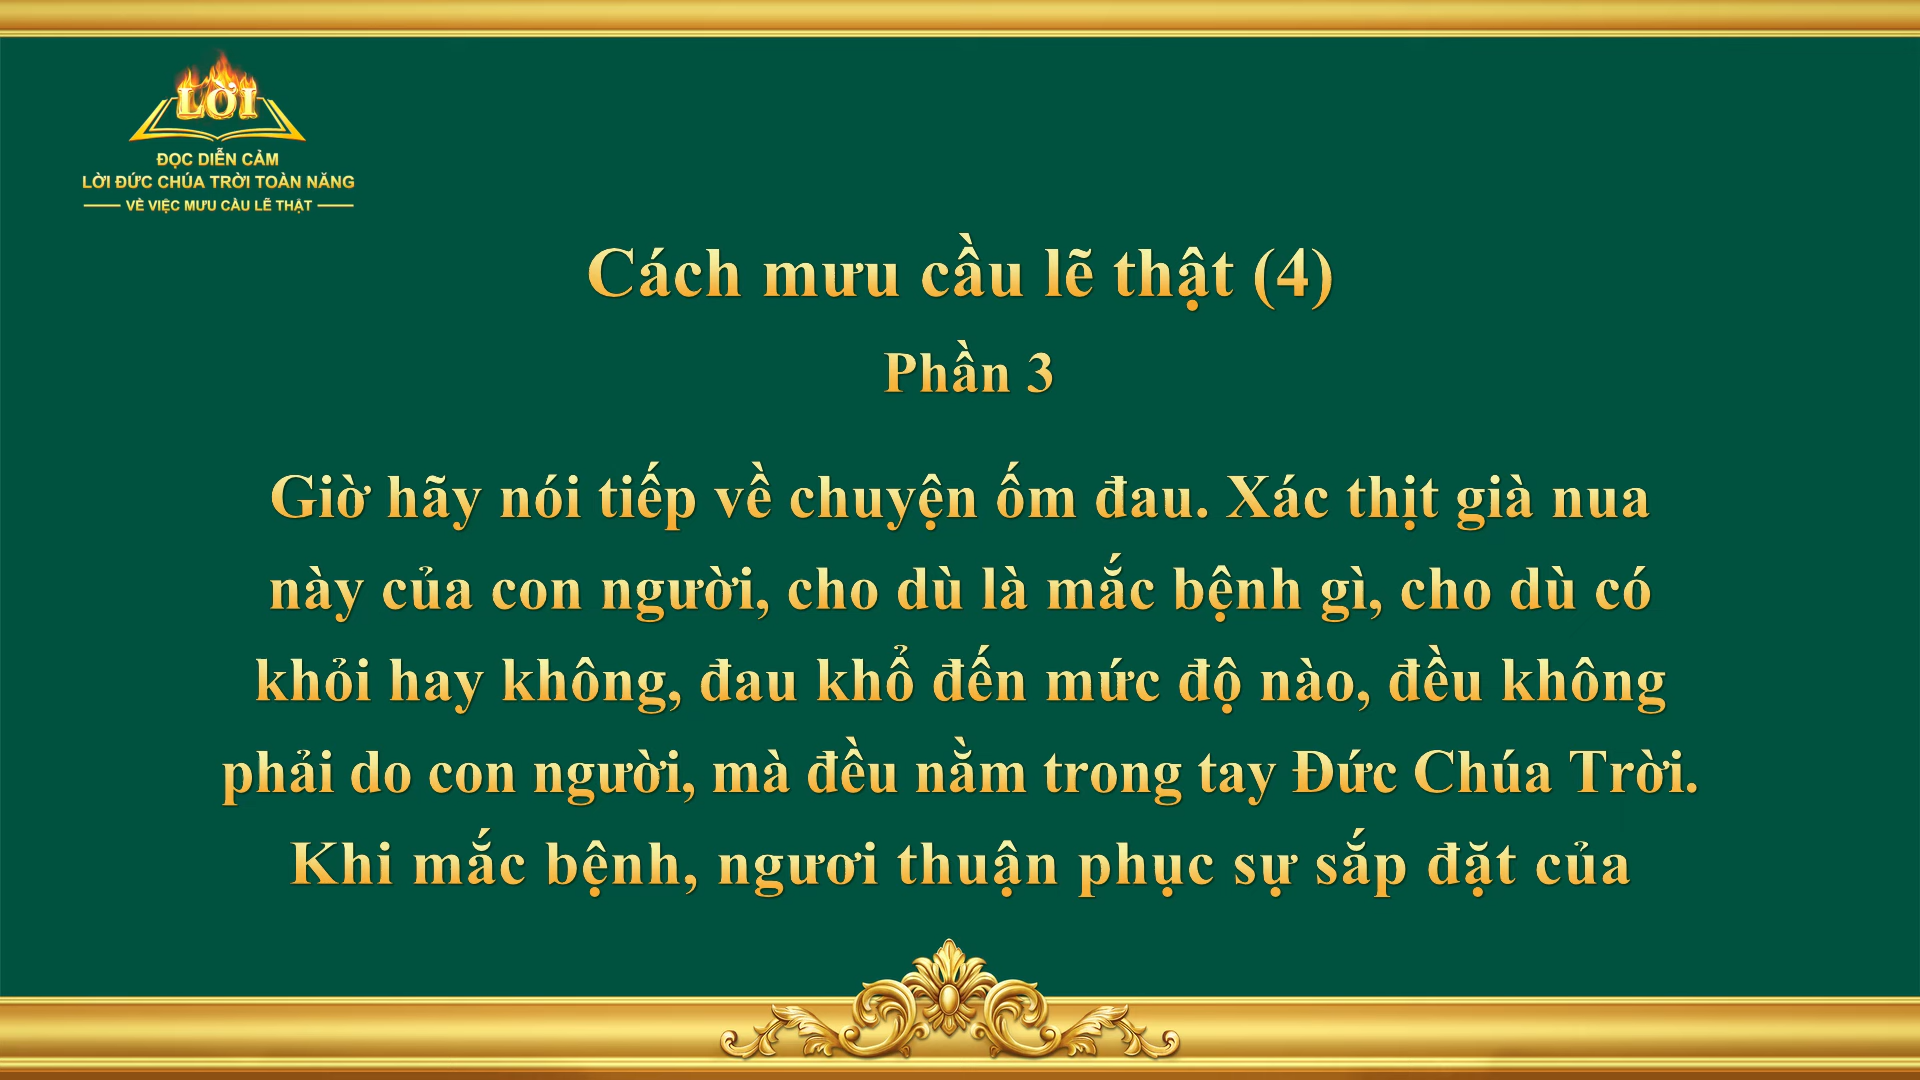 LỜI
ĐỌC DIỄN CẢM
LỜI ĐỨC CHÚA TRỜI TOÀN NĂNG
VỀ VIỆC MƯU CẦU LẼ THẬT
Cách mưu cầu lẽ thật (4)
Phần 3
Giờ hãy nói tiếp về chuyện ốm đau. Xác thịt già nua
này của con người, cho dù là mắc bệnh gì, cho dù có
khỏi hay không, đau khổ đến mức độ nào, đều không
phải do con người, mà đều nằm trong tay Đức Chúa Trời.
Khi mắc bệnh, ngươi thuận phục sự sắp đặt của